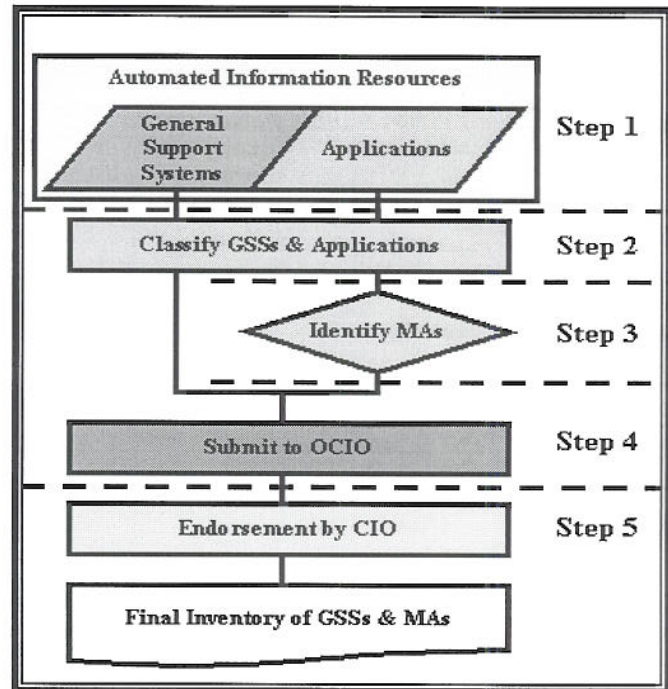 Automated Information Resources
General
Support
Systems
Applications
Step 1
Classify GSSs & Applications
Step 2
Identify MAs
Step 3
Submit to OCIO
Step 4
Endorsement by CIO
Step 5
Final Inventory of GSSs & MAs